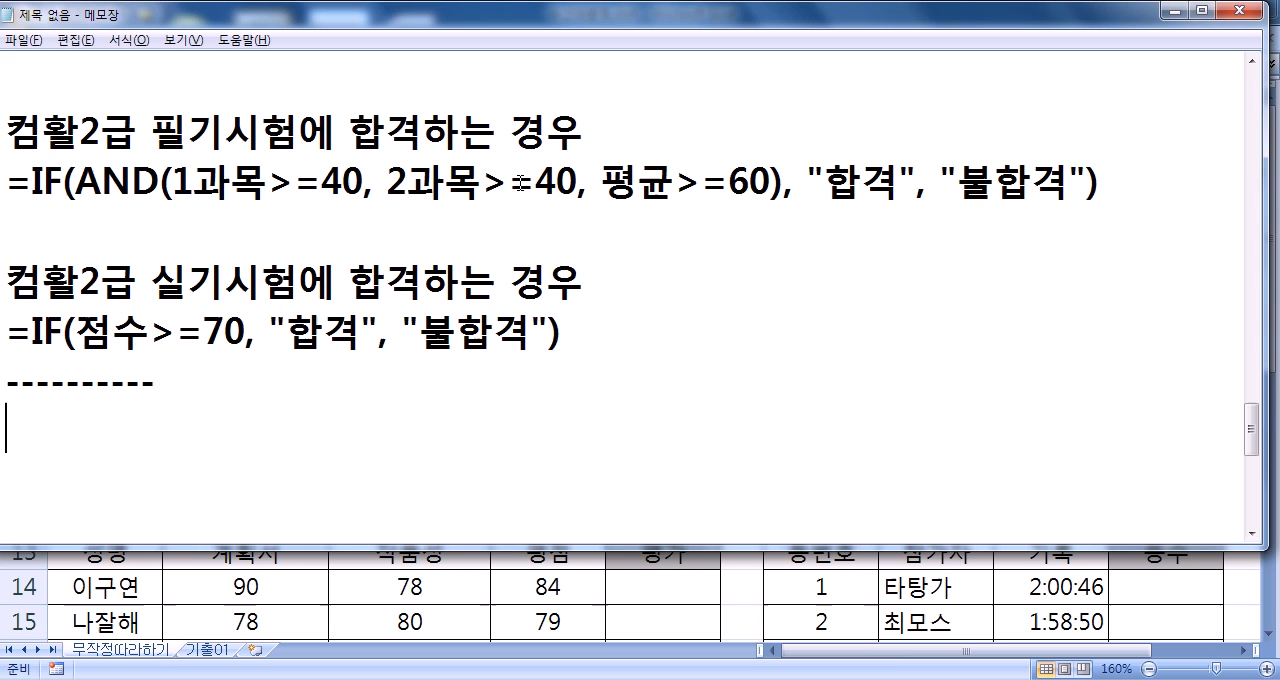 제목 없음 - 메모장
파일(F) 편집(E) 서식(O) 보기(V) 도움말(H)
컴활2급 필기시험에 합격하는 경우
=IF(AND(1과목>=40, 2과목>=40, 평균>=60), "합격", "불합격")
컴활2급 실기시험에 합격하는 경우
=IF(점수>=70, "합격", "불합격")
----------
14 이구연 90 78 84 1 타탕가 2:00:46
15 나잘해 78 80 79 2 최모스 1:58:50
무작정따라하기 기출01
준비 160%